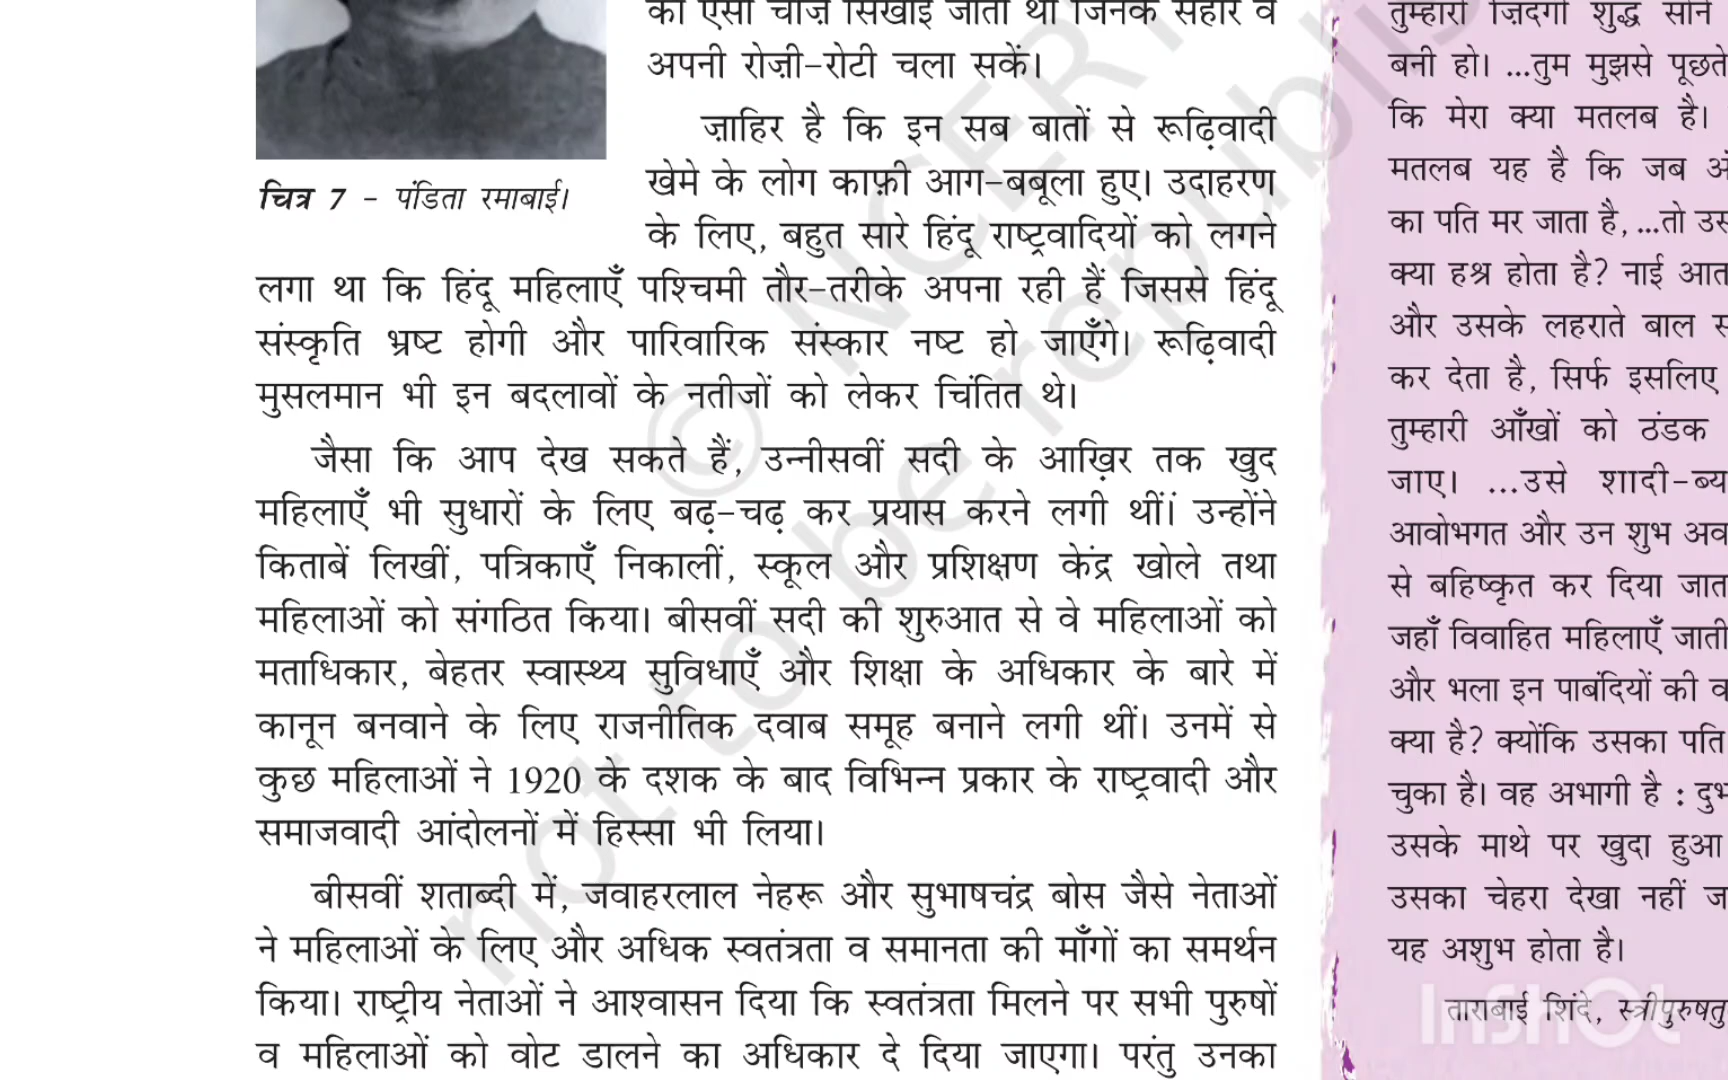 की ऐसी चीज़ें सिखाई जाती थीं जिनके सहारे वे
अपनी रोज़ी-रोटी चला सकें।
ज़ाहिर है कि इन सब बातों से रूढ़िवादी
खेमे के लोग काफ़ी आग-बबूला हुए। उदाहरण
के लिए, बहुत सारे हिंदू राष्ट्रवादियों को लगने
लगा था कि हिंदू महिलाएँ पश्चिमी तौर-तरीके अपना रही हैं जिससे हिंदू
संस्कृति भ्रष्ट होगी और पारिवारिक संस्कार नष्ट हो जाएँगे। रूढ़िवादी
मुसलमान भी इन बदलावों के नतीजों को लेकर चिंतित थे।
चित्र 7 - पंडिता रमाबाई।
जैसा कि आप देख सकते हैं, उन्नीसवीं सदी के आख़िर तक खुद
महिलाएँ भी सुधारों के लिए बढ़-चढ़ कर प्रयास करने लगी थीं। उन्होंने
किताबें लिखीं, पत्रिकाएँ निकालीं, स्कूल और प्रशिक्षण केंद्र खोले तथा
महिलाओं को संगठित किया। बीसवीं सदी की शुरुआत से वे महिलाओं को
मताधिकार, बेहतर स्वास्थ्य सुविधाएँ और शिक्षा के अधिकार के बारे में
कानून बनवाने के लिए राजनीतिक दवाब समूह बनाने लगी थीं। उनमें से
कुछ महिलाओं ने 1920 के दशक के बाद विभिन्न प्रकार के राष्ट्रवादी और
समाजवादी आंदोलनों में हिस्सा भी लिया।
बीसवीं शताब्दी में, जवाहरलाल नेहरू और सुभाषचंद्र बोस जैसे नेताओं
ने महिलाओं के लिए और अधिक स्वतंत्रता व समानता की माँगों का समर्थन
किया। राष्ट्रीय नेताओं ने आश्वासन दिया कि स्वतंत्रता मिलने पर सभी पुरुषों
व महिलाओं को वोट डालने का अधिकार दे दिया जाएगा। परंतु उनका
तुम्हारी ज़िंदगी शुद्ध सोने
बनी हो। ...तुम मुझसे पूछते
कि मेरा क्या मतलब है।
मतलब यह है कि जब
का पति मर जाता है,...तो
क्या हश्र होता है? नाई
और उसके लहराते बाल
कर देता है, सिर्फ इसलिए
तुम्हारी आँखों को ठंडक
जाए। ...उसे शादी-ब्य
आवोभगत और उन शुभ
से बहिष्कृत कर दिया
जहाँ विवाहित महिलाएँ जाती
और भला इन पाबंदियों की
क्या है? क्योंकि उसका पति
चुका है। वह अभागी है :
उसके माथे पर खुदा हुआ
उसका चेहरा देखा नहीं
यह अशुभ होता है।
ताराबाई शिंदे, स्त्रीपुरुषतु
© NCERT
not to be republis
InShOt